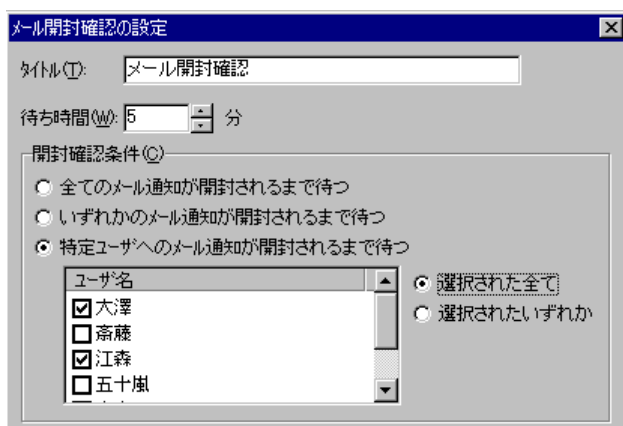 メール開封確認の設定
タイトル(T): メール開封確認
待ち時間(W): 5 分
開封確認条件(C)
全てのメール通知が開封されるまで待つ
いずれかのメール通知が開封されるまで待つ
特定ユーザへのメール通知が開封されるまで待つ
ユーザ名
大澤
斎藤
江森
五十嵐
選択された全て
選択されたいずれか